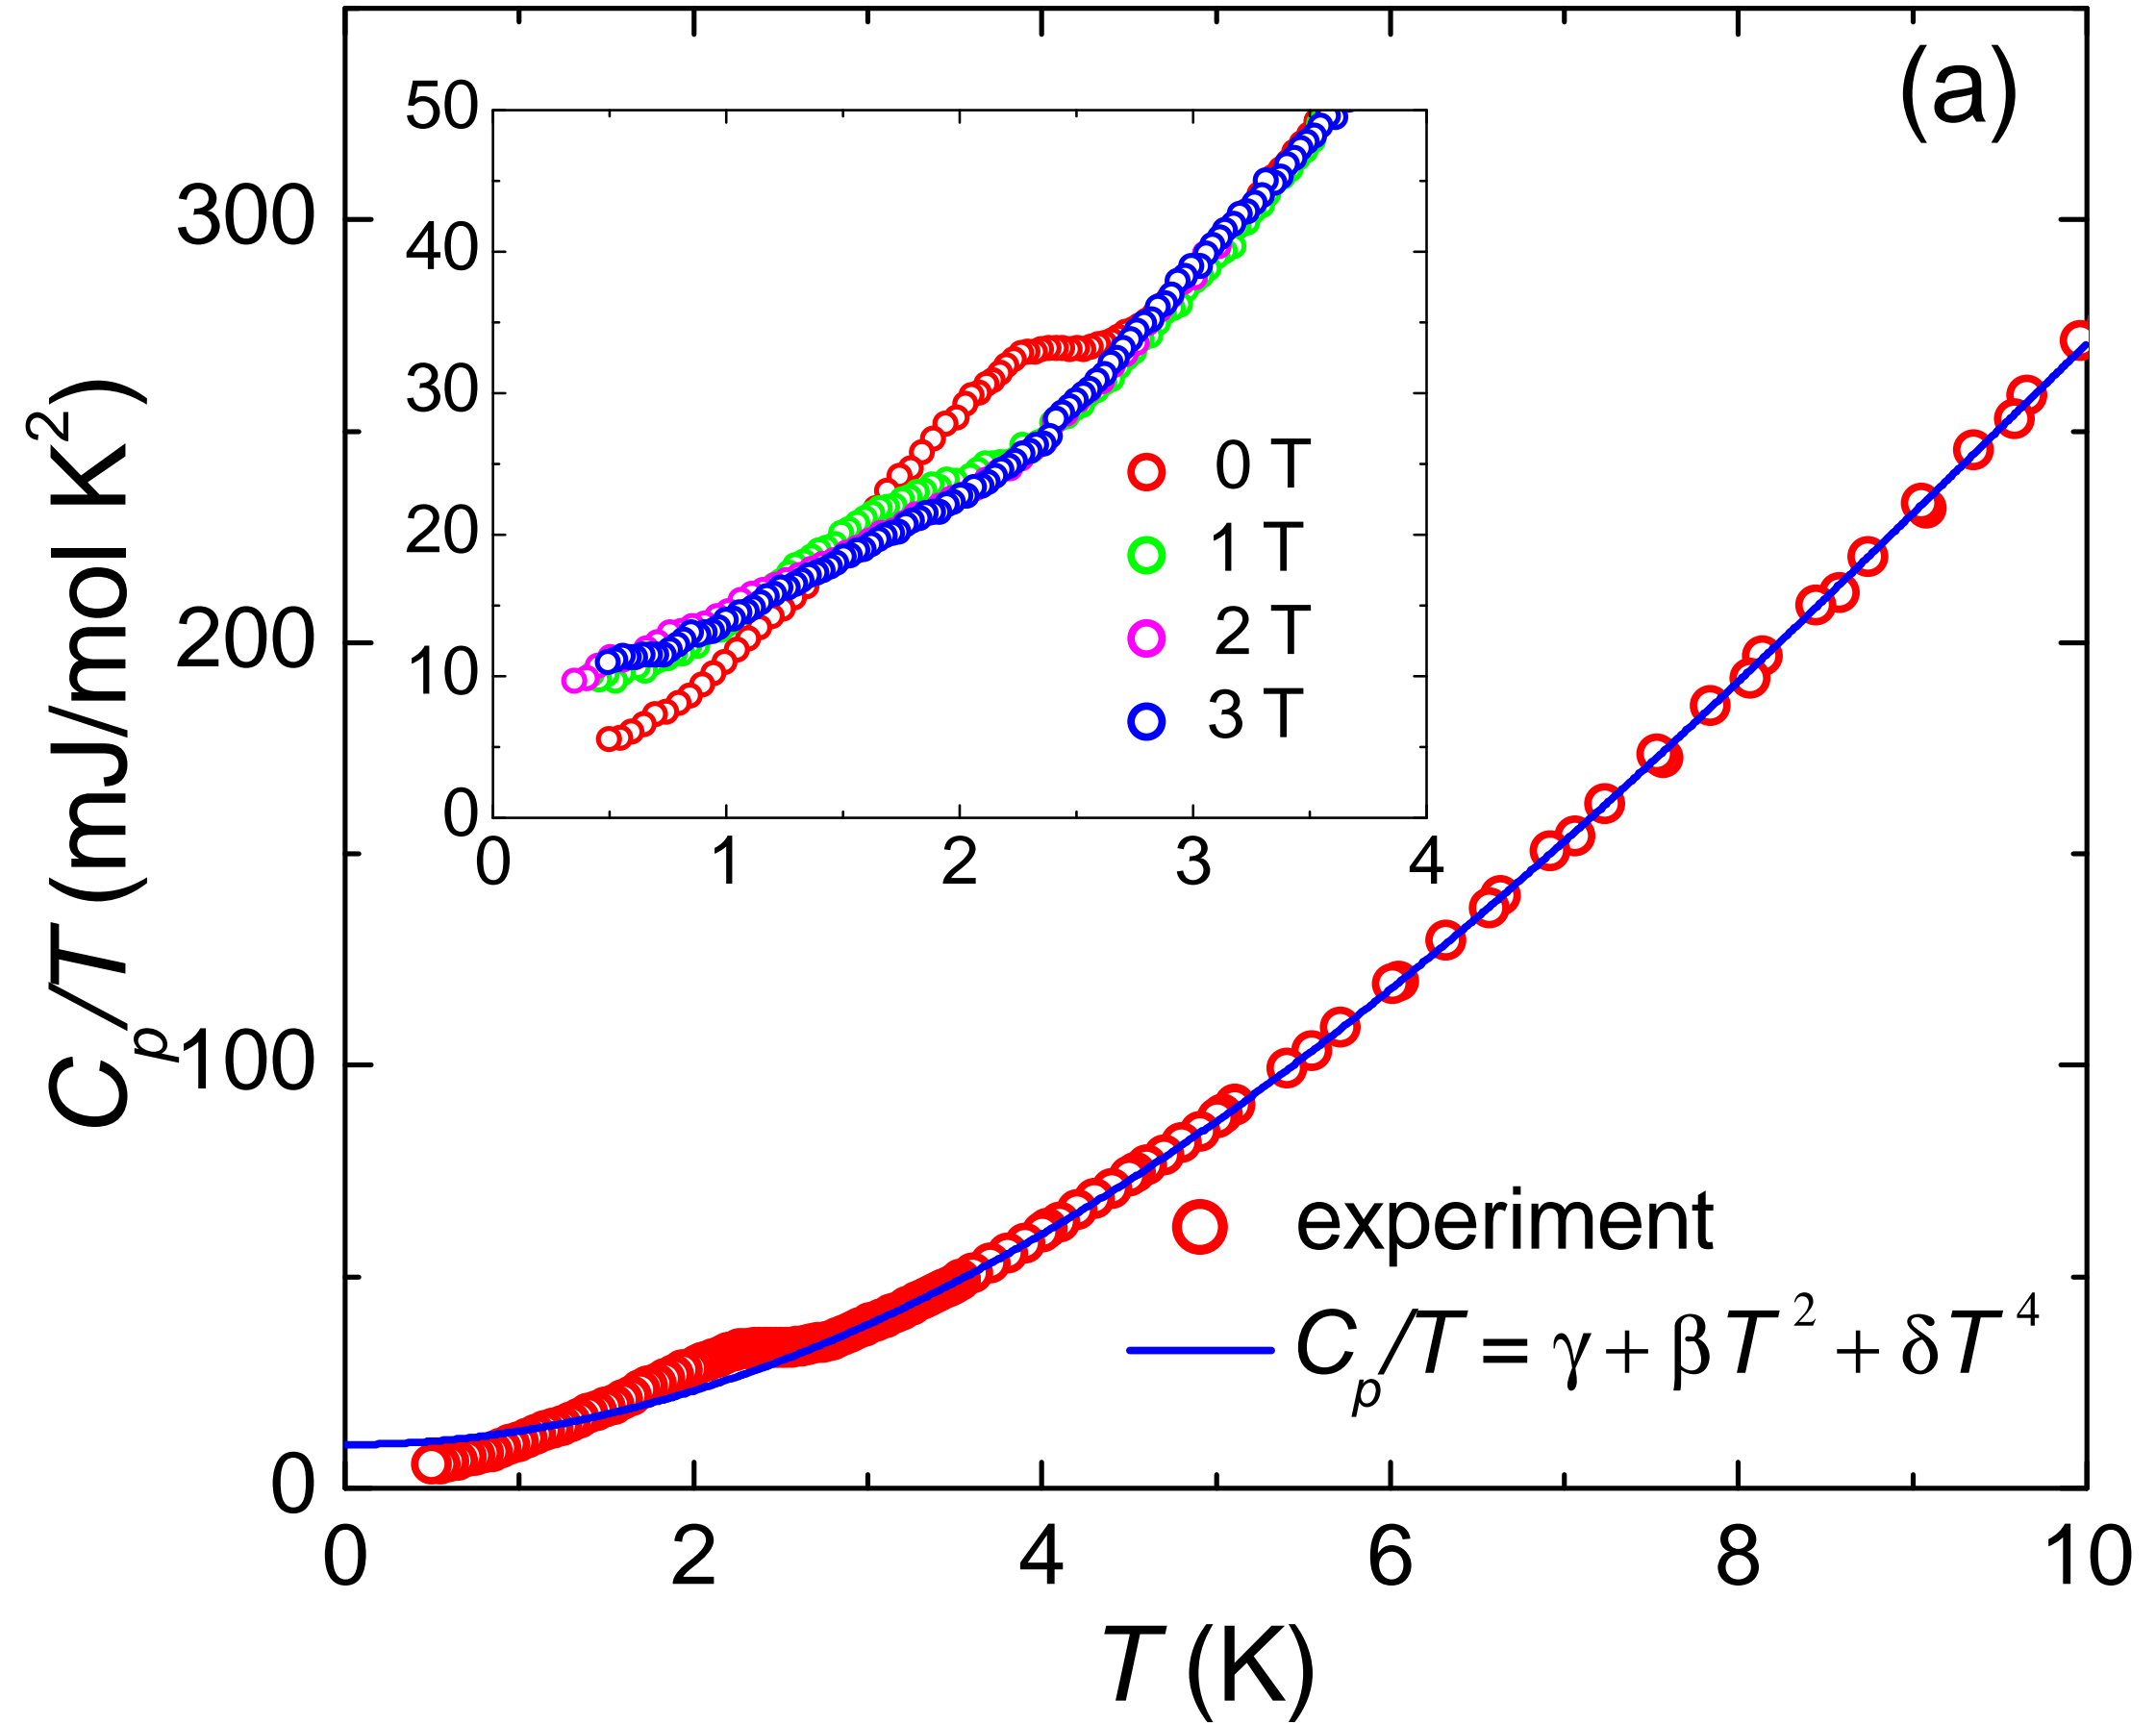 (a)
300
200
100
0
0 2 4 6 8 10
Cp/T (mJ/mol K²)
T (K)
50
40
30
20
10
0
0 1 2 3 4
0 T
1 T
2 T
3 T
experiment
Cp/T = γ + βT² + δT⁴